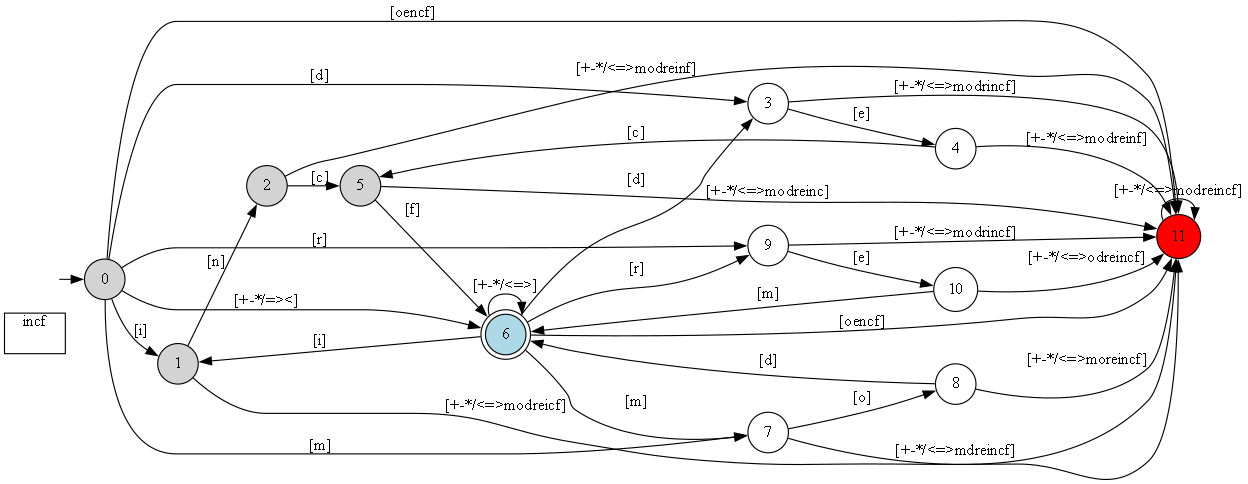 [oencf]
[+-*/<=>modreinf]
[d]
[+-*/<=>modrincf]
3
[e]
[c]
[+-*/<=>modreinf]
4
2
[c]
5
[d]
[+-*/<=>modreinc]
[+-*/<=>modreincf]
[f]
[r]
9
[+-*/<=>modrincf]
11
[n]
[e]
[+-*/<=>odreincf]
0
[r]
[+-*/<=>]
[m]
10
[+-*/=><]
incf
[i]
6
[oencf]
[i]
1
[d]
[+-*/<=>moreincf]
8
[+-*/<=>modreicf]
[m]
[o]
7
[m]
[+-*/<=>mdreincf]